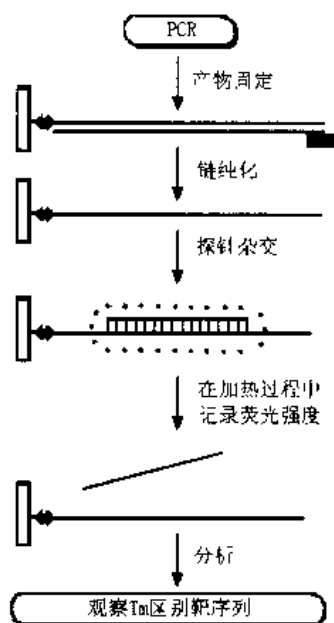 PCR
产物固定
链纯化
探针杂交
在加热过程中
记录荧光强度
分析
观察Tm区别靶序列